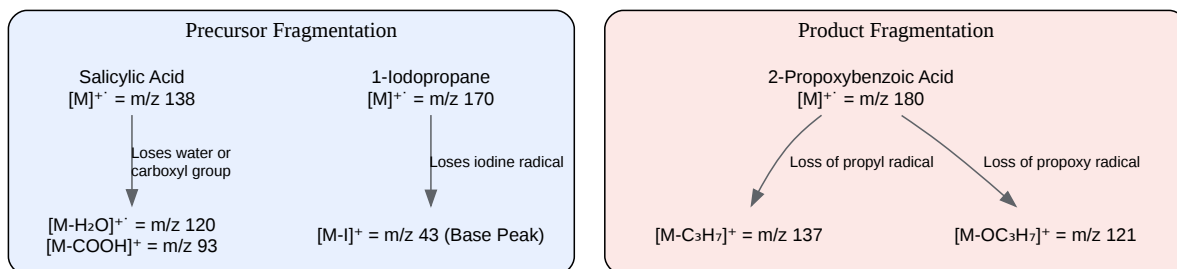 Precursor Fragmentation
Salicylic Acid
[M]⁺˙ = m/z 138
Loses water or
carboxyl group
[M-H₂O]⁺˙ = m/z 120
[M-COOH]⁺ = m/z 93
1-Iodopropane
[M]⁺˙ = m/z 170
Loses iodine radical
[M-I]⁺ = m/z 43 (Base Peak)
Product Fragmentation
2-Propoxybenzoic Acid
[M]⁺˙ = m/z 180
Loss of propyl radical
Loss of propoxy radical
[M-C₃H₇]⁺ = m/z 137
[M-OC₃H₇]⁺ = m/z 121